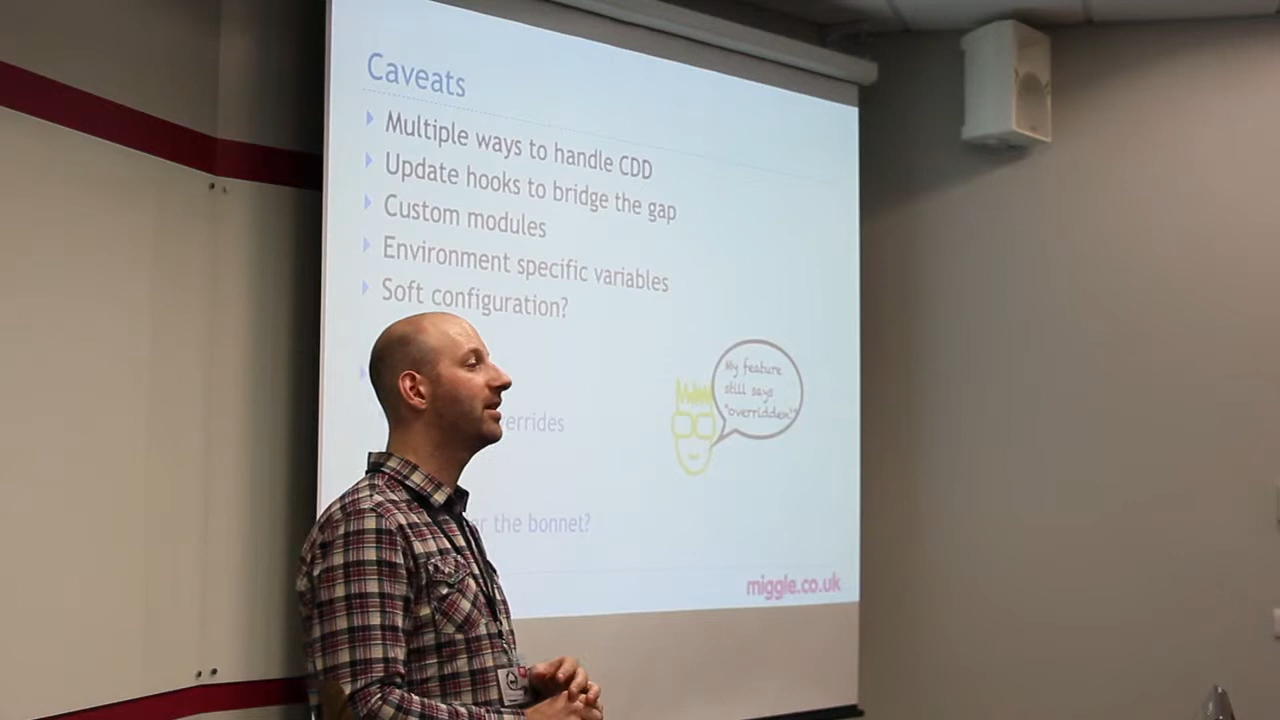 Caveats
Multiple ways to handle CDD
Update hooks to bridge the gap
Custom modules
Environment specific variables
Soft configuration?
My feature
still says
"overridden"
the bonnet?
miggle.co.uk